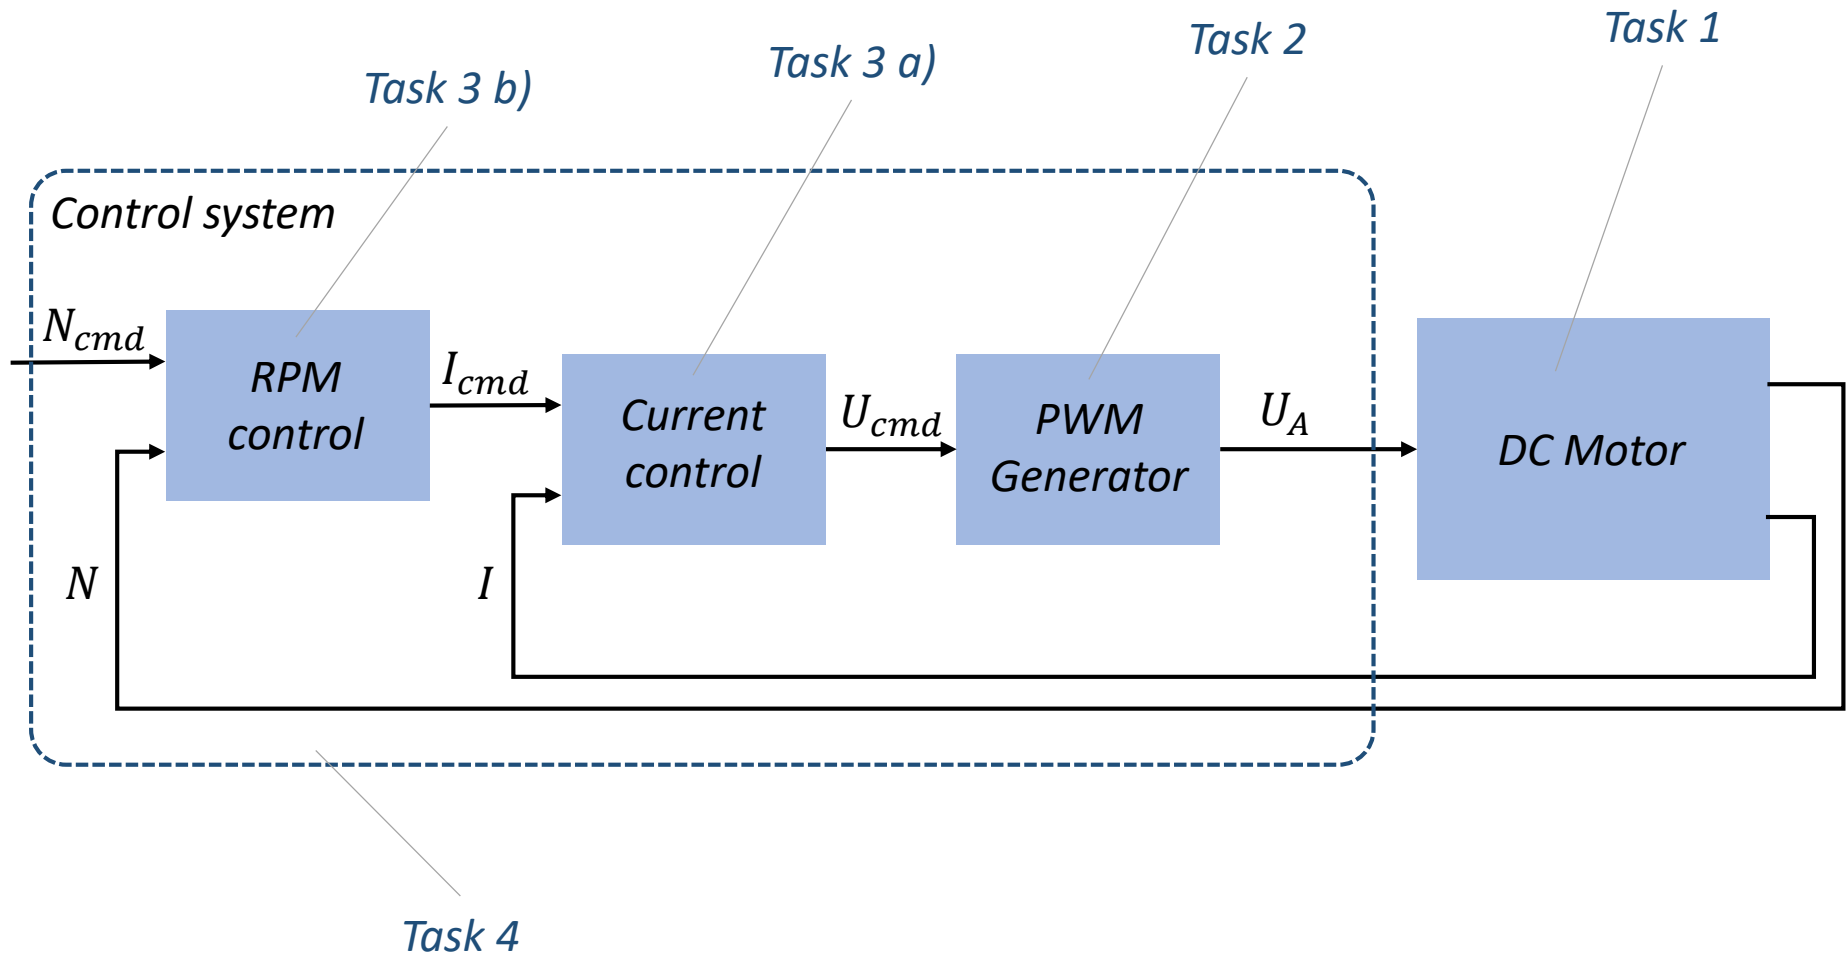 Task 1
Task 2
Task 3 a)
Task 3 b)
Control system
N_cmd
RPM
control
I_cmd
Current
control
U_cmd
PWM
Generator
U_A
DC Motor
N
I
Task 4